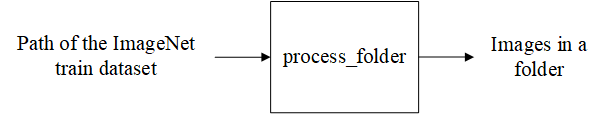 Path of the ImageNet
train dataset
process_folder
Images in a
folder